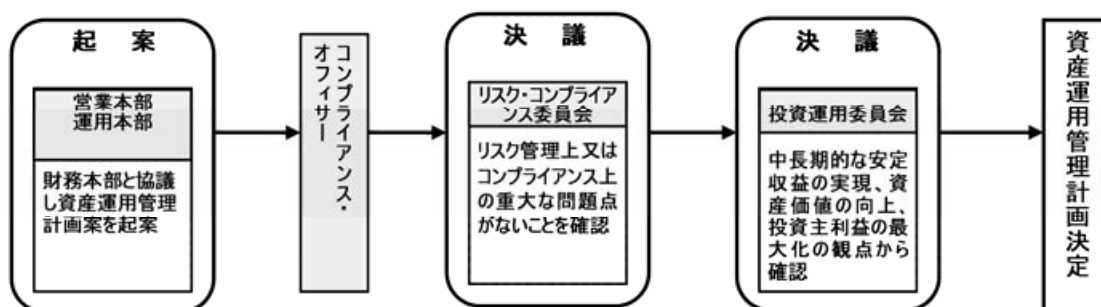 起 案
営業本部
運用本部
財務本部と協議
し資産運用管理
計画案を起案
コンプライアンス・
オフィサー
決 議
リスク・コンプライア
ンス委員会
リスク管理上又は
コンプライアンス上
の重大な問題点
がないことを確認
決 議
投資運用委員会
中長期的な安定
収益の実現、資
産価値の向上、
投資主利益の最
大化の観点から
確認
資産運用管理計画決定